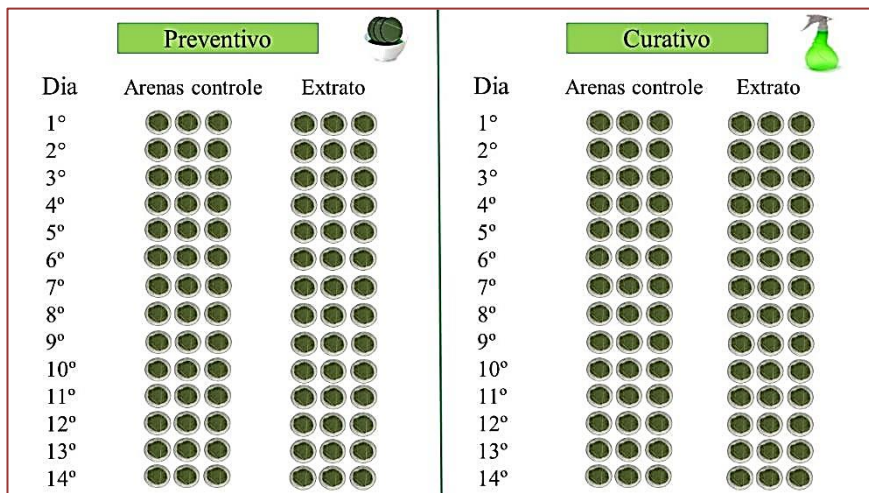 Preventivo
Dia Arenas controle Extrato
1°
2°
3°
4º
5º
6º
7º
8º
9º
10º
11º
12º
13º
14º
Curativo
Dia Arenas controle Extrato
1°
2°
3°
4º
5º
6º
7º
8º
9º
10º
11º
12º
13º
14º